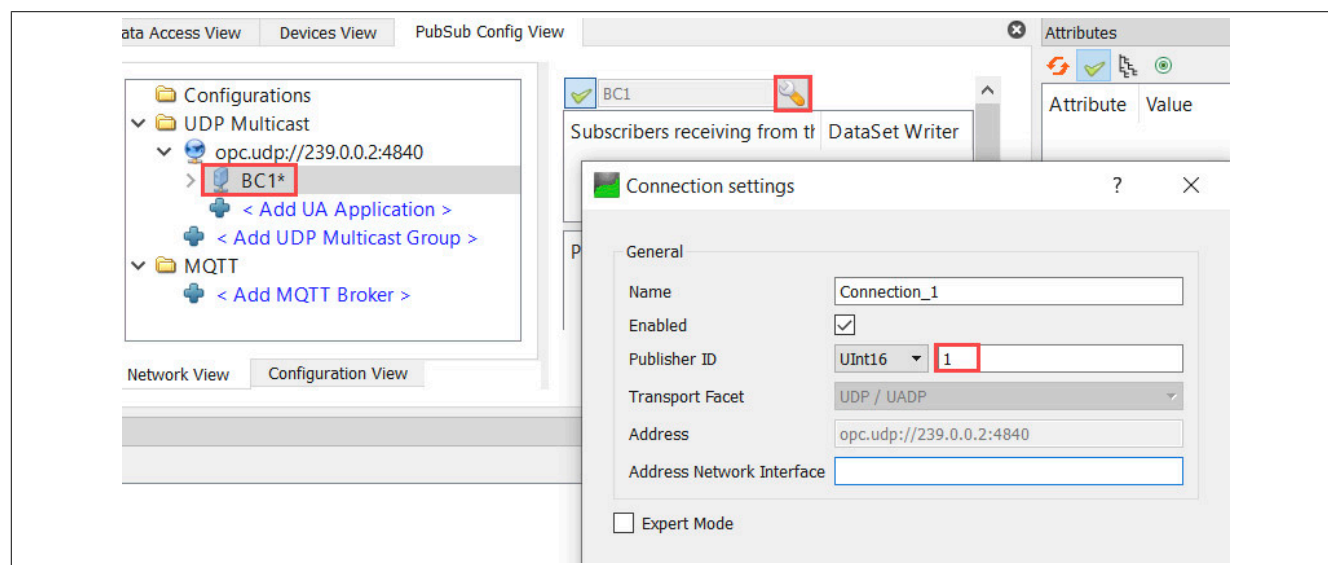 ata Access View Devices View PubSub Config View
Attributes
Configurations
UDP Multicast
opc.udp://239.0.0.2:4840
BC1*
< Add UA Application >
< Add UDP Multicast Group >
MQTT
< Add MQTT Broker >
Network View Configuration View
BC1
Subscribers receiving from th DataSet Writer
P
Attribute Value
Connection settings ? ✕
General
Name Connection_1
Enabled
Publisher ID UInt16 1
Transport Facet UDP / UADP
Address opc.udp://239.0.0.2:4840
Address Network Interface
Expert Mode